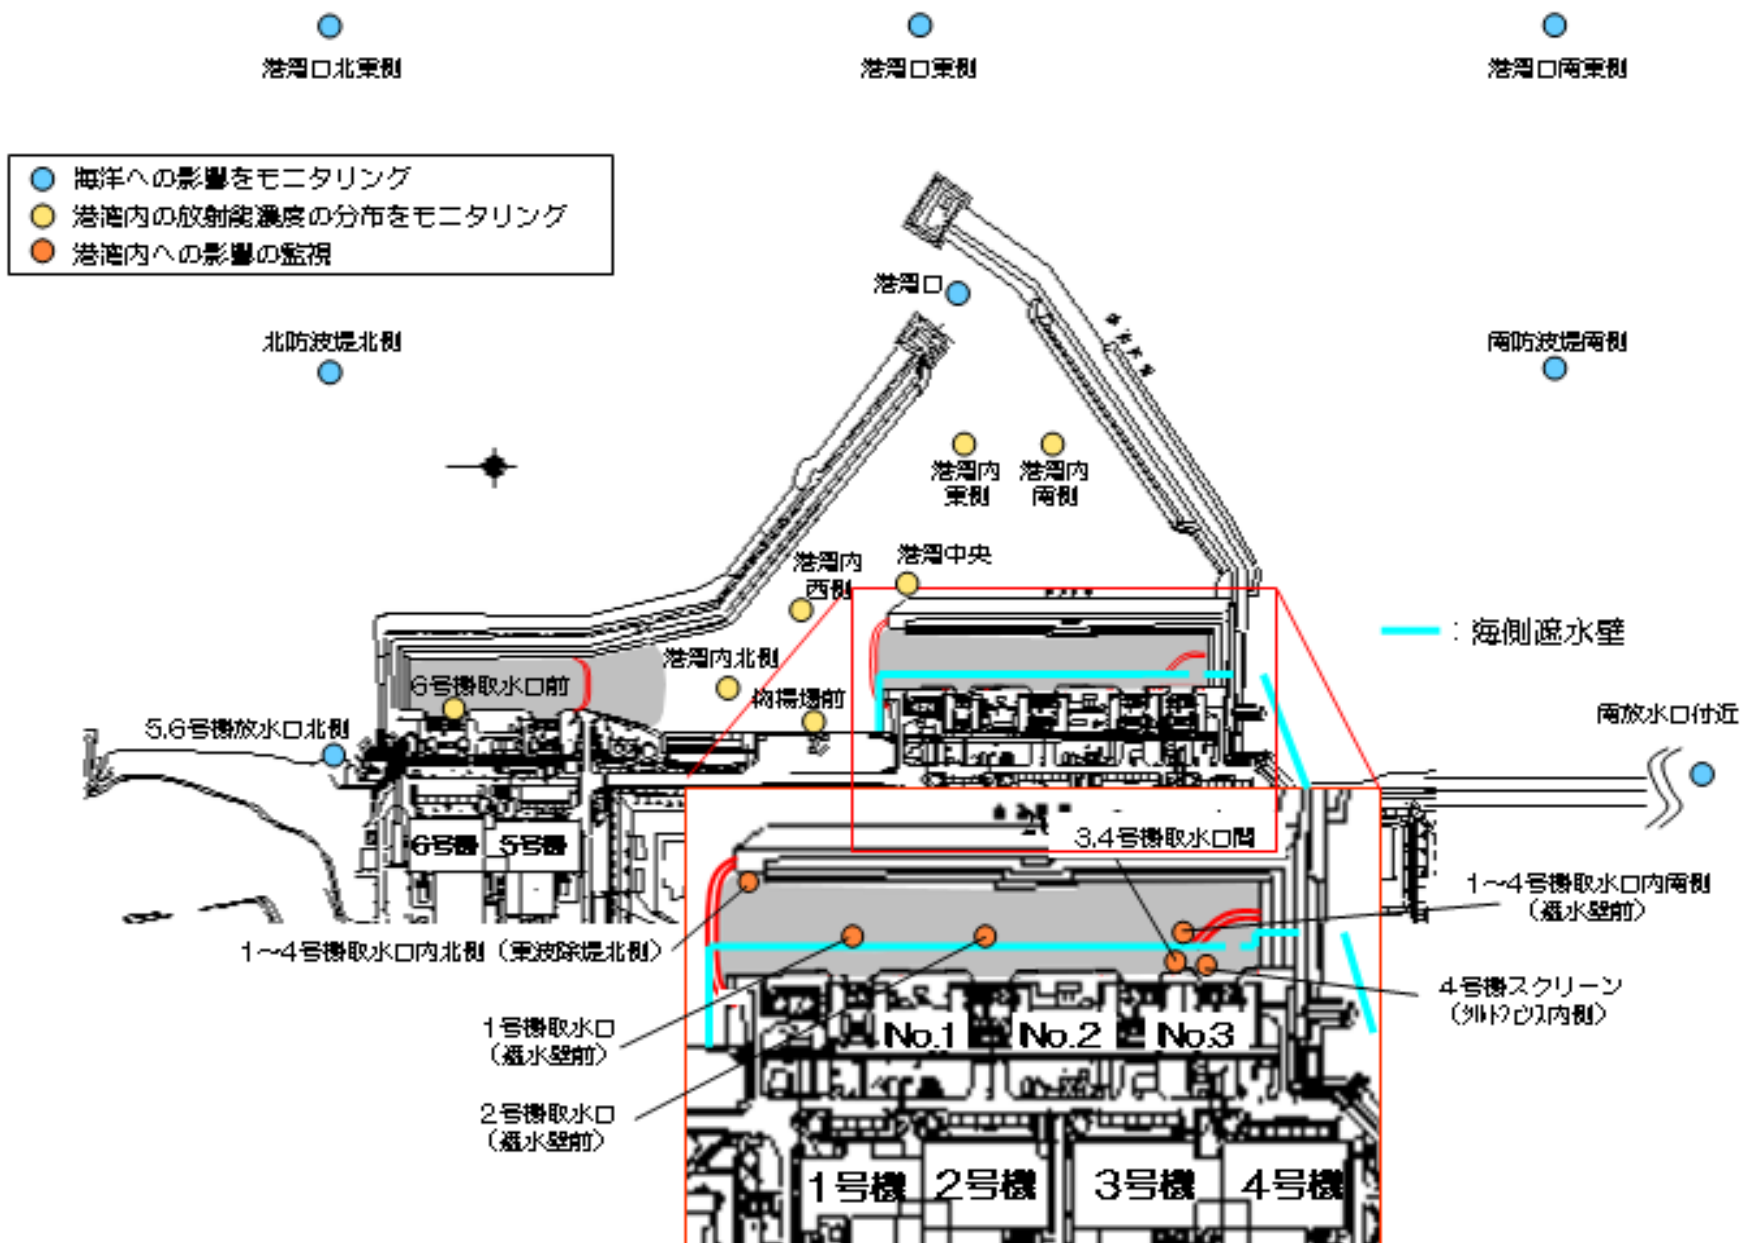 港湾口北東側
港湾口東側
港湾口南東側
海洋への影響をモニタリング
港湾内の放射能濃度の分布をモニタリング
港湾内への影響の監視
港湾口
北防波堤北側
南防波堤南側
港湾内
東側
港湾内
南側
港湾中央
港湾内
西側
：海側遮水壁
港湾内北側
6号機取水口前
物揚場前
5,6号機放水口北側
南放水口付近
6号機
5号機
3,4号機取水口間
1～4号機取水口内南側
（遮水壁前）
1～4号機取水口内北側（東波除堤北側）
4号機スクリーン
（ｼﾙﾄﾌｪﾝｽ内側）
1号機取水口
（遮水壁前）
No.1
No.2
No.3
2号機取水口
（遮水壁前）
1号機
2号機
3号機
4号機